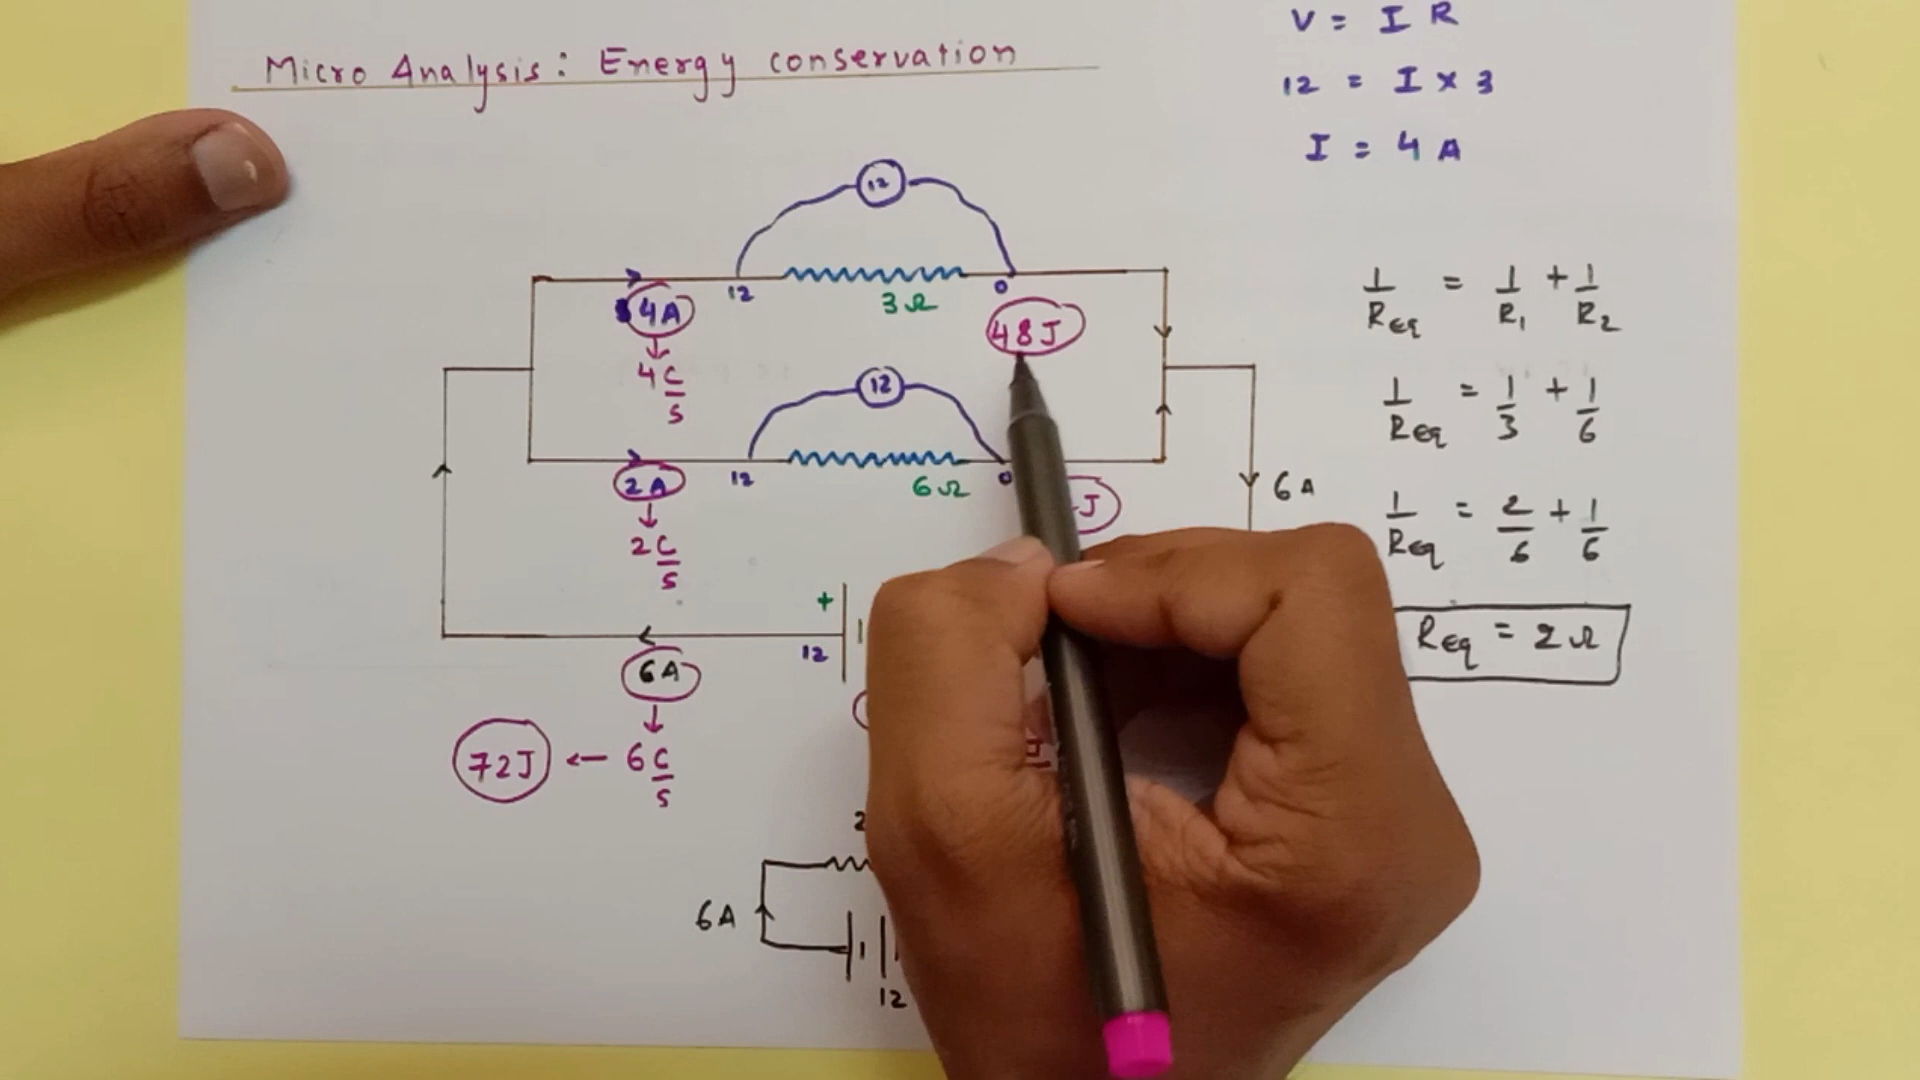 Micro Analysis: Energy conservation
V = I R
12 = I x 3
I = 4 A
12
4A
12
3Ω
0
48J
4 C/S
12
2A
12
6Ω
0
J
2 C/S
6A
+
12
6A
72J ← 6 C/S
2
6A
12
1/REq = 1/R1 + 1/R2
1/REq = 1/3 + 1/6
1/REq = 2/6 + 1/6
REq = 2Ω